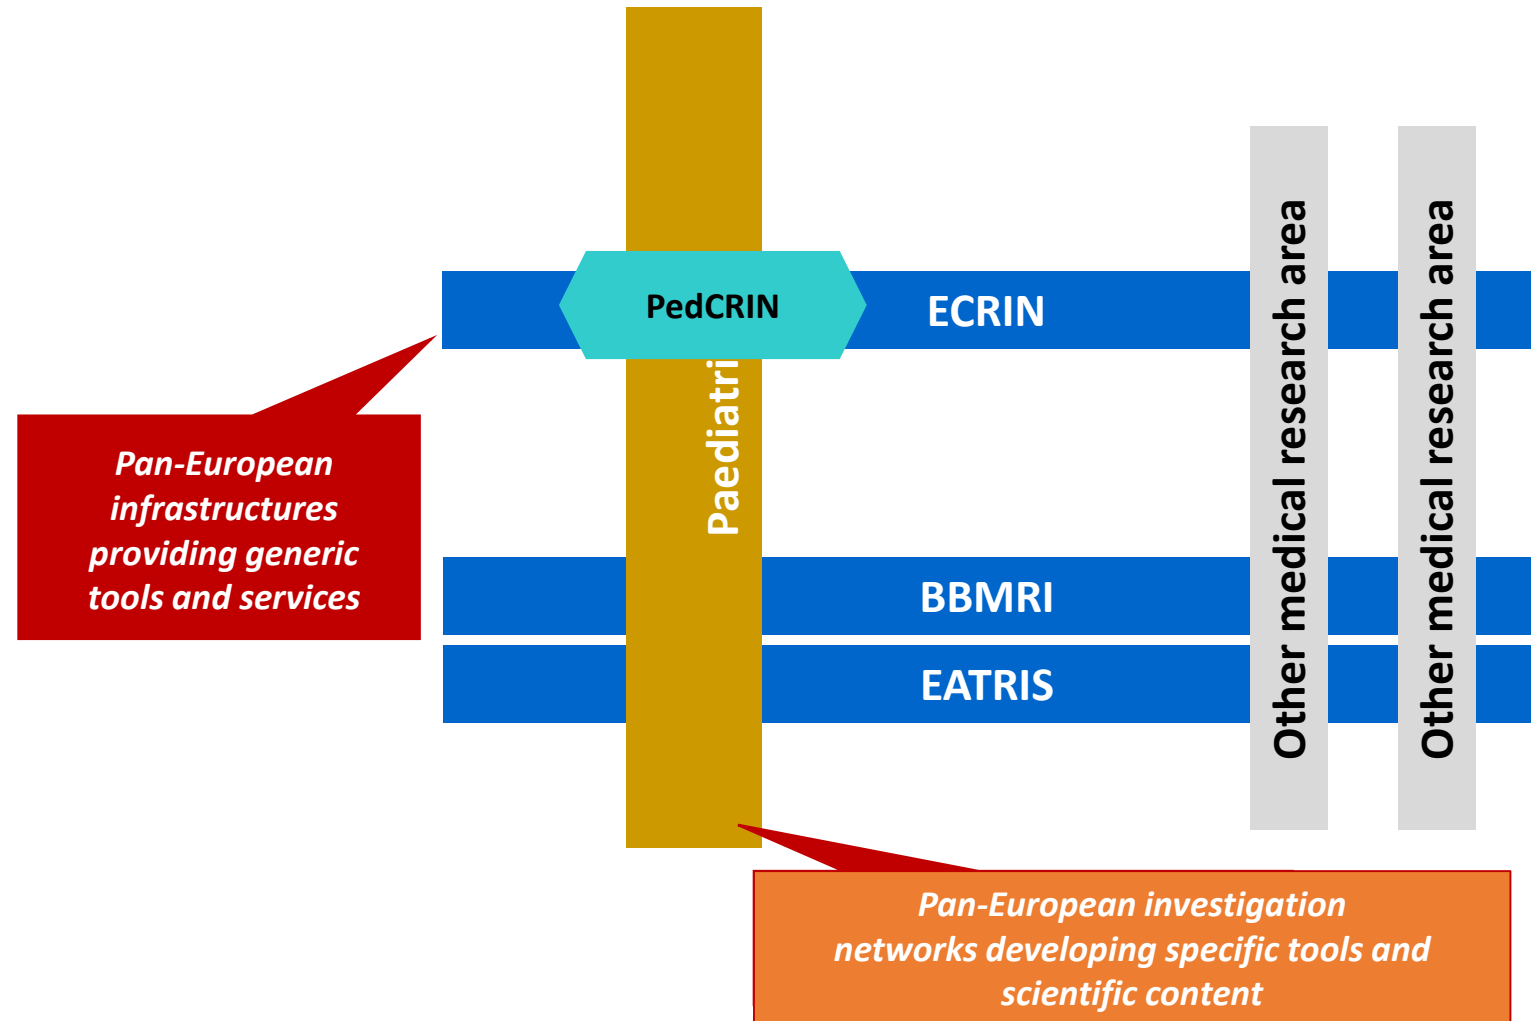 PedCRIN
ECRIN
Paediatri
Other medical research area
Other medical research area
Pan-European
infrastructures
providing generic
tools and services
BBMRI
EATRIS
Pan-European investigation
networks developing specific tools and
scientific content